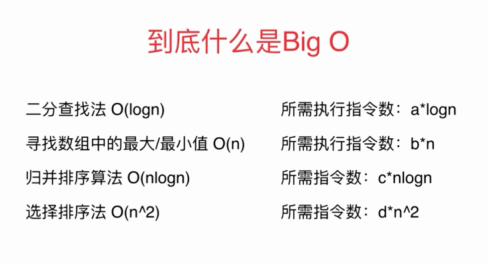 到底什么是Big O
二分查找法 O(logn) 所需执行指令数：a*logn
寻找数组中的最大/最小值 O(n) 所需执行指令数：b*n
归并排序算法 O(nlogn) 所需指令数：c*nlogn
选择排序法 O(n^2) 所需指令数：d*n^2